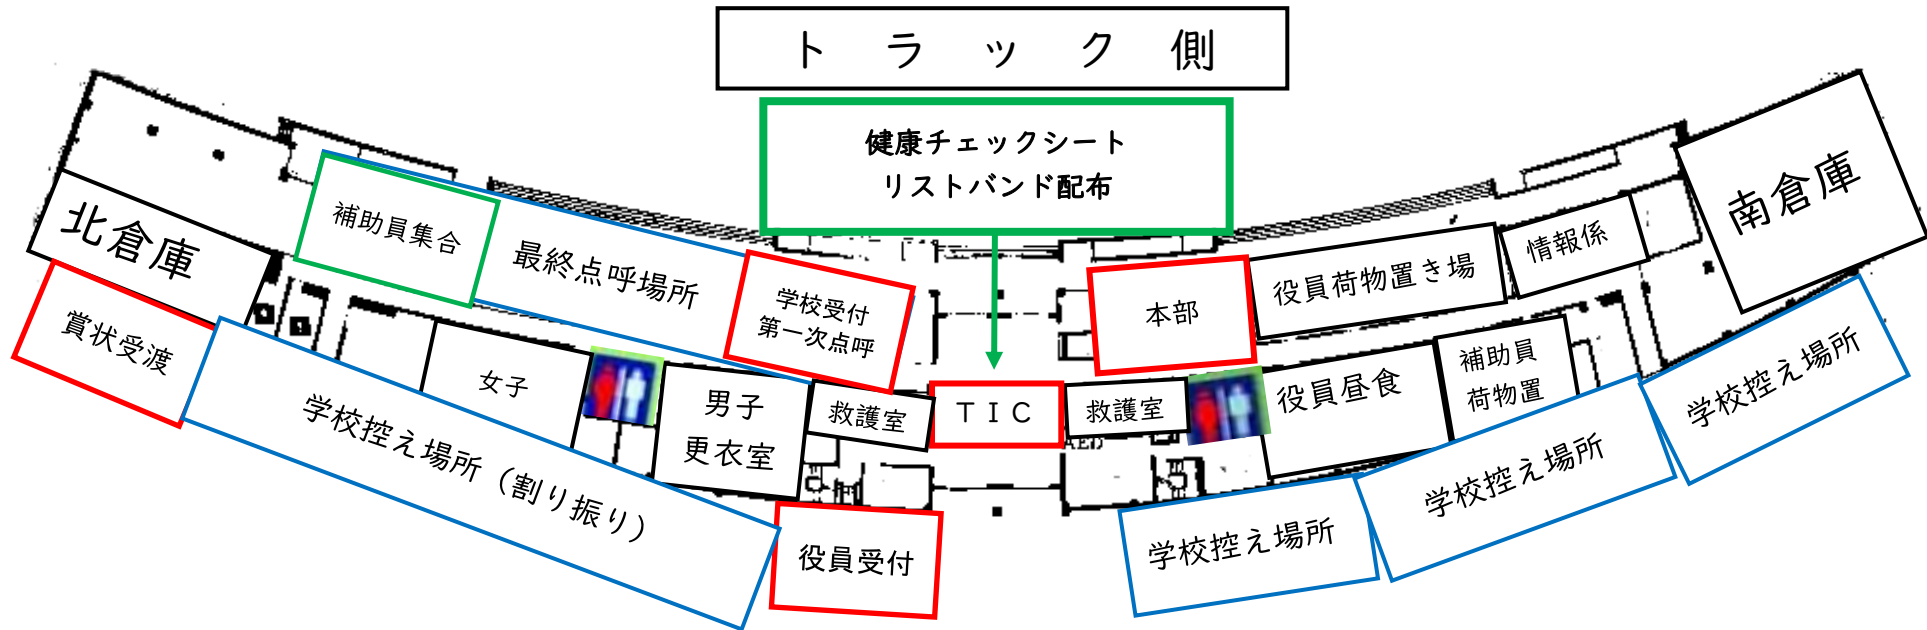 トラック側
健康チェックシート
リストバンド配布
北倉庫
補助員集合
最終点呼場所
学校受付
第一次点呼
本部
役員荷物置き場
情報係
南倉庫
賞状受渡
女子
男子
更衣室
救護室
TIC
救護室
AED
役員昼食
補助員
荷物置
学校控え場所
学校控え場所(割り振り)
役員受付
学校控え場所
学校控え場所